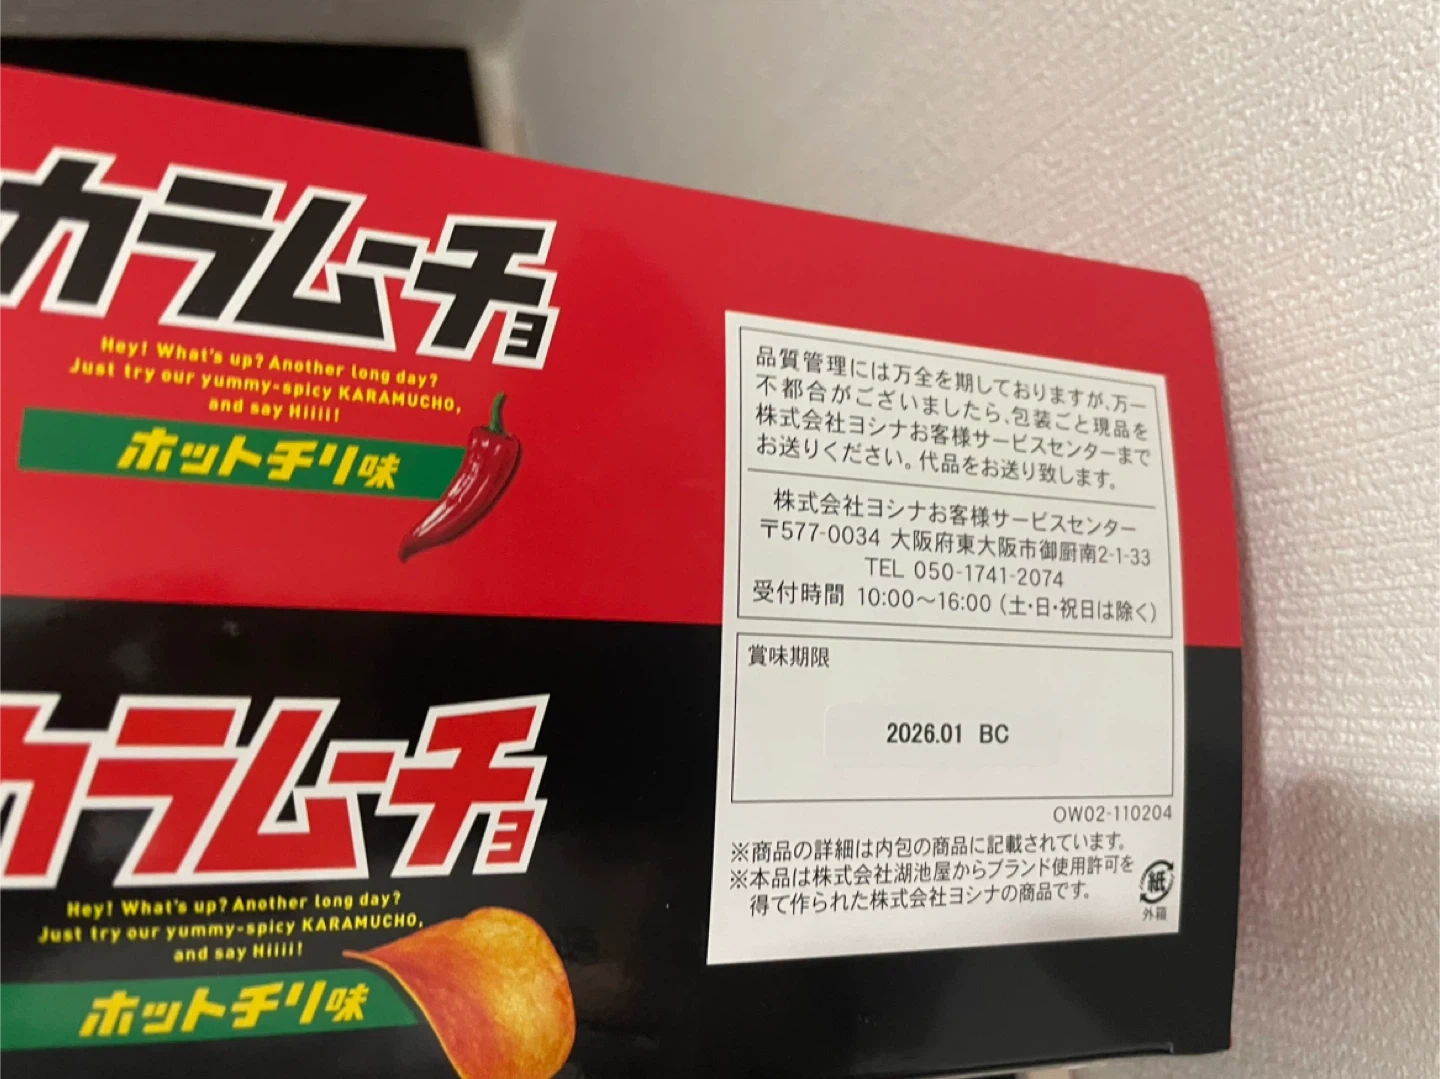 カラムーチョ
Hey! What's up? Another long day?
Just try our yummy-spicy KARAMUCHO,
and say Hiiii!
ホットチリ味
カラムーチョ
Hey! What's up? Another long day?
Just try our yummy-spicy KARAMUCHO,
and say Hiiii!
ホットチリ味
品質管理には万全を期しておりますが、万一
不都合がございましたら、包装ごと現品を
株式会社ヨシナお客様サービスセンターまで
お送りください。代品をお送り致します。
株式会社ヨシナお客様サービスセンター
〒577-0034 大阪府東大阪市御厨南2-1-33
TEL 050-1741-2074
受付時間 10:00〜16:00 (土・日・祝日は除く)
賞味期限
2026.01 BC
OW02-110204
※商品の詳細は内包の商品に記載されています。
※本品は株式会社湖池屋からブランド使用許可を
得て作られた株式会社ヨシナの商品です。
紙
外箱